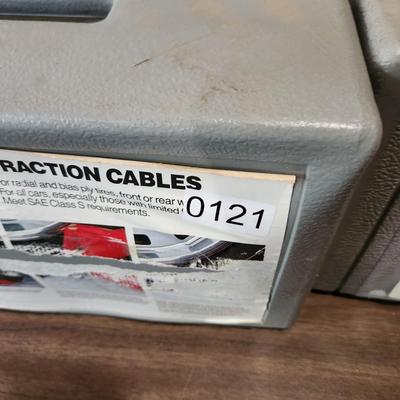 RACTION CABLES
or radial and bias ply tires, front or rear w
For all cars, especially those with limited
Meet SAE Class S requirements.
0121